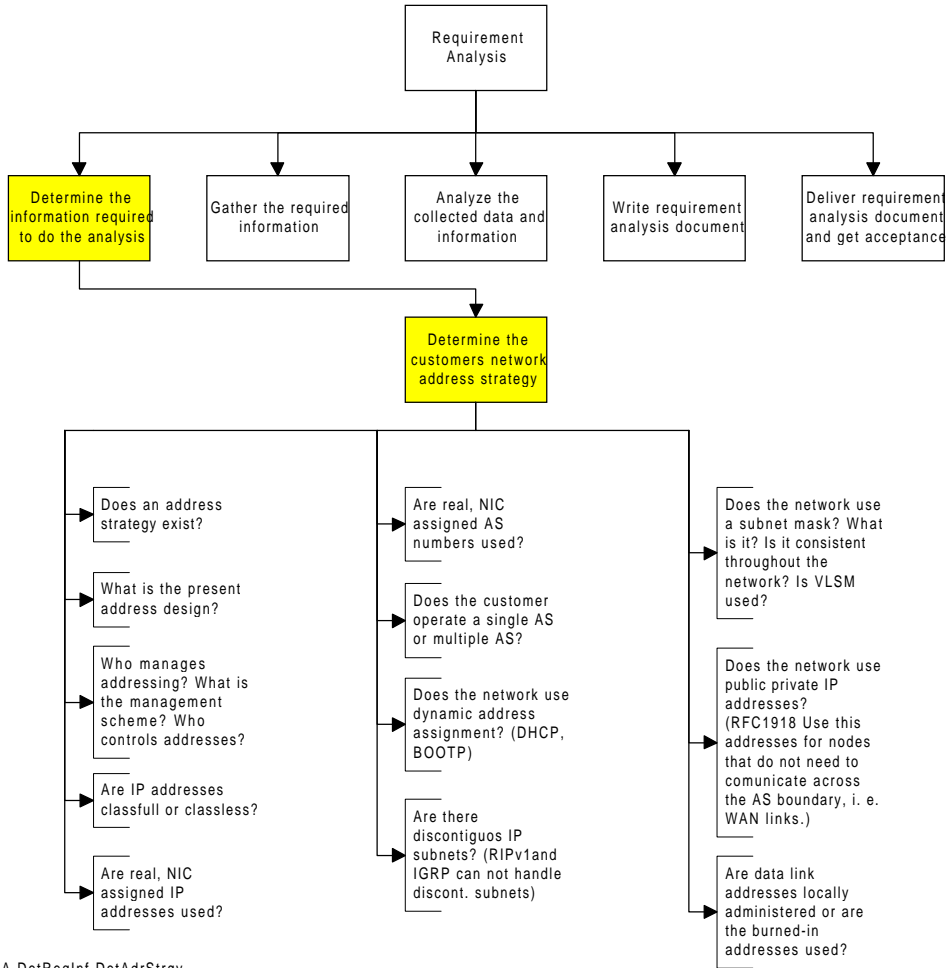 Requirement
Analysis
Determine the
information required
to do the analysis
Gather the required
information
Analyze the
collected data and
information
Write requirement
analysis document
Deliver requirement
analysis document
and get acceptance
Determine the
customers network
address strategy
Does an address
strategy exist?
What is the present
address design?
Who manages
addressing? What is
the management
scheme? Who
controls addresses?
Are IP addresses
classfull or classless?
Are real, NIC
assigned IP
addresses used?
Are real, NIC
assigned AS
numbers used?
Does the customer
operate a single AS
or multiple AS?
Does the network use
dynamic address
assignment? (DHCP,
BOOTP)
Are there
discontiguos IP
subnets? (RIPv1and
IGRP can not handle
discont. subnets)
Does the network use
a subnet mask? What
is it? Is it consistent
throughout the
network? Is VLSM
used?
Does the network use
public private IP
addresses?
(RFC1918 Use this
addresses for nodes
that do not need to
comunicate across
the AS boundary, i. e.
WAN links.)
Are data link
addresses locally
administered or are
the burned-in
addresses used?